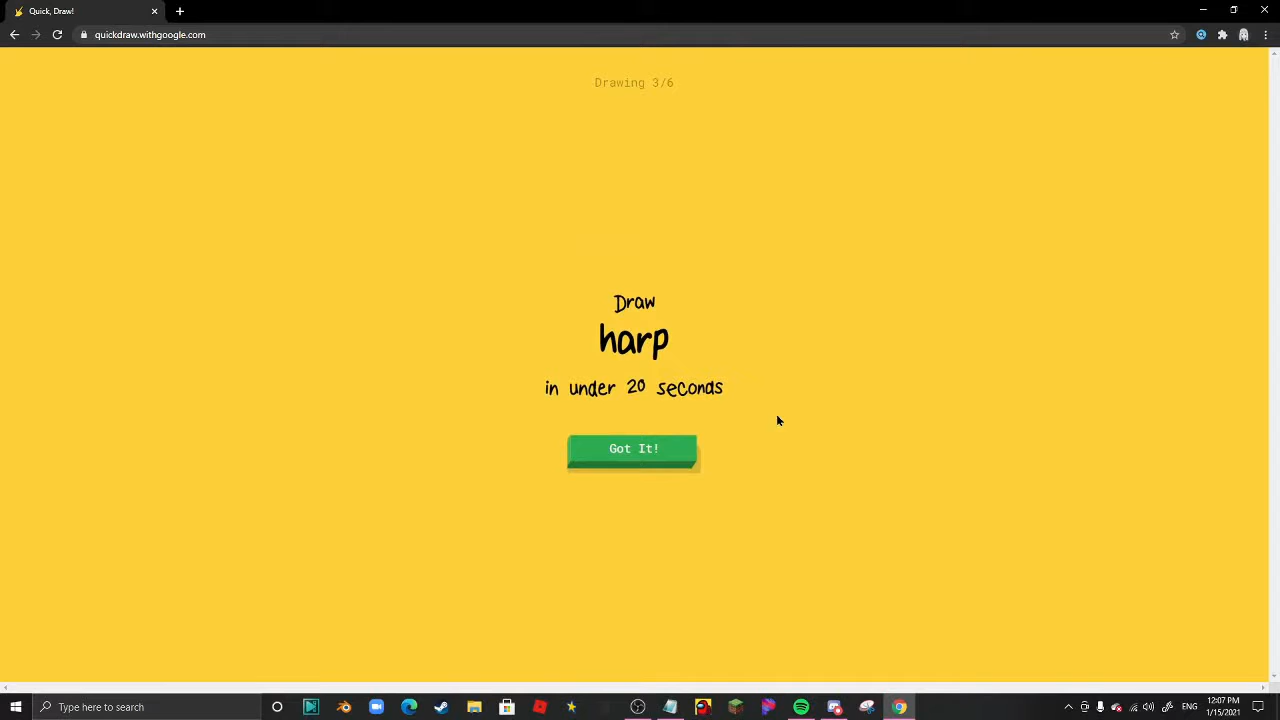 Quick, Draw!
quickdraw.withgoogle.com
Drawing 3/6
Draw
harp
in under 20 seconds
Got It!
Type here to search
ENG
12:07 PM
1/15/2021